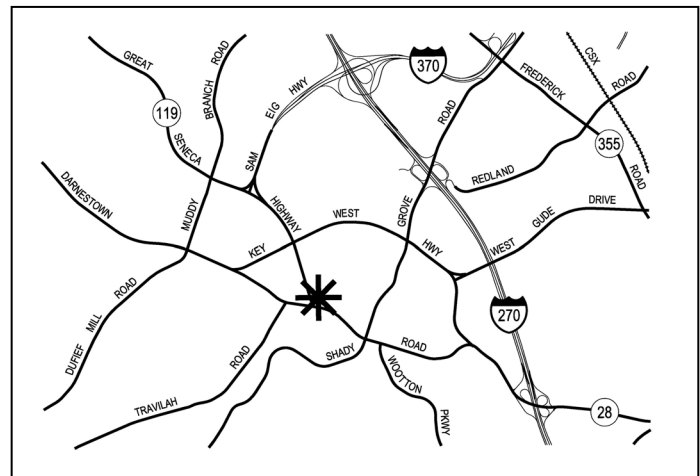 GREAT
SENECA
HIGHWAY
119
MUDDY
BRANCH
ROAD
SAM
EIG
HWY
370
FREDERICK
ROAD
355
CSX
REDLAND
ROAD
SHADY
GROVE
ROAD
DARNESTOWN
ROAD
KEY
WEST
HWY
WEST
GUDE
DRIVE
270
DUFIEF
MILL
ROAD
TRAVILAH
ROAD
WOOTTON
PKWY
28